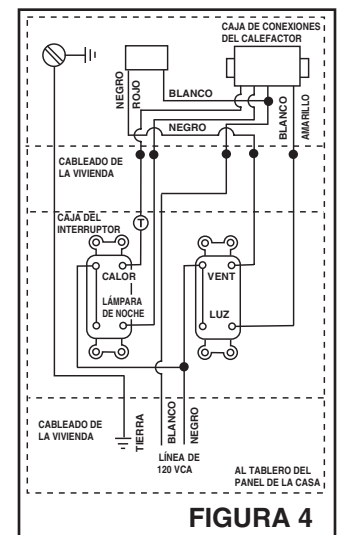 CAJA DE CONEXIONES
DEL CALEFACTOR
NEGRO
ROJO
BLANCO
NEGRO
BLANCO
AMARILLO
CABLEADO DE
LA VIVIENDA
CAJA DEL
INTERRUPTOR
T
CALOR
VENT
LÁMPARA
DE NOCHE
LUZ
CABLEADO DE
LA VIVIENDA
TIERRA
BLANCO
NEGRO
LÍNEA DE
120 VCA
AL TABLERO DEL
PANEL DE LA CASA
FIGURA 4